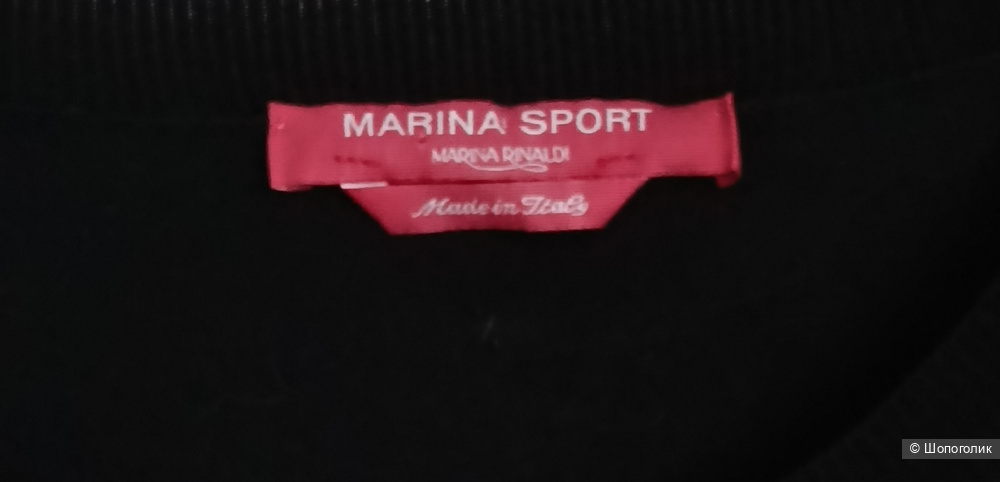 MARINA SPORT
MARINA RINALDI
Made in Italy
© Шопоголик